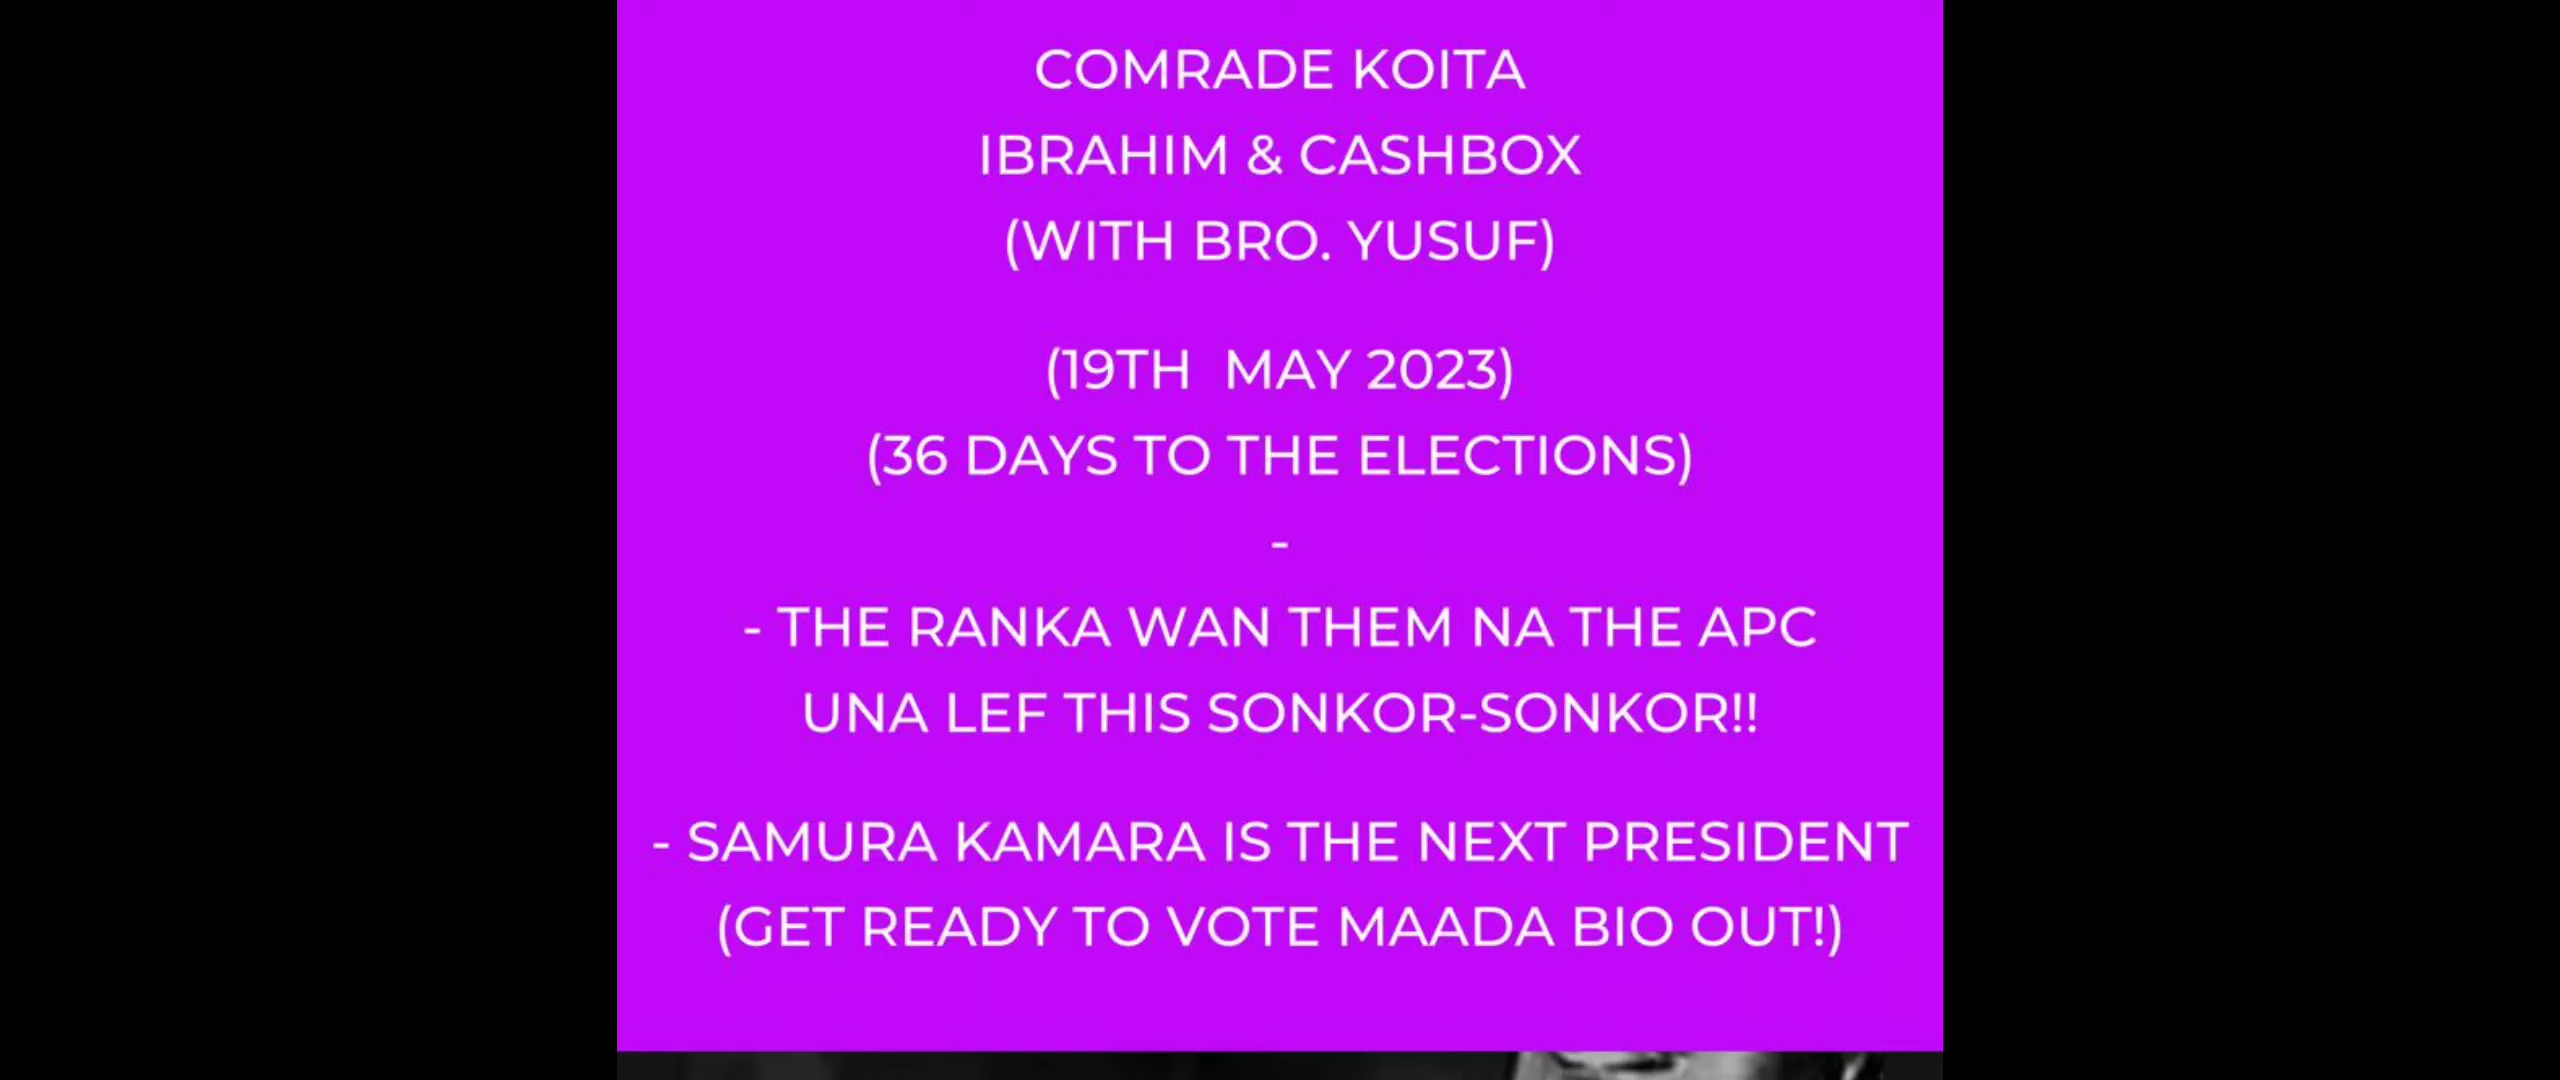 COMRADE KOITA
IBRAHIM & CASHBOX
(WITH BRO. YUSUF)
(19TH MAY 2023)
(36 DAYS TO THE ELECTIONS)
-
- THE RANKA WAN THEM NA THE APC
UNA LEF THIS SONKOR-SONKOR!!
- SAMURA KAMARA IS THE NEXT PRESIDENT
(GET READY TO VOTE MAADA BIO OUT!)